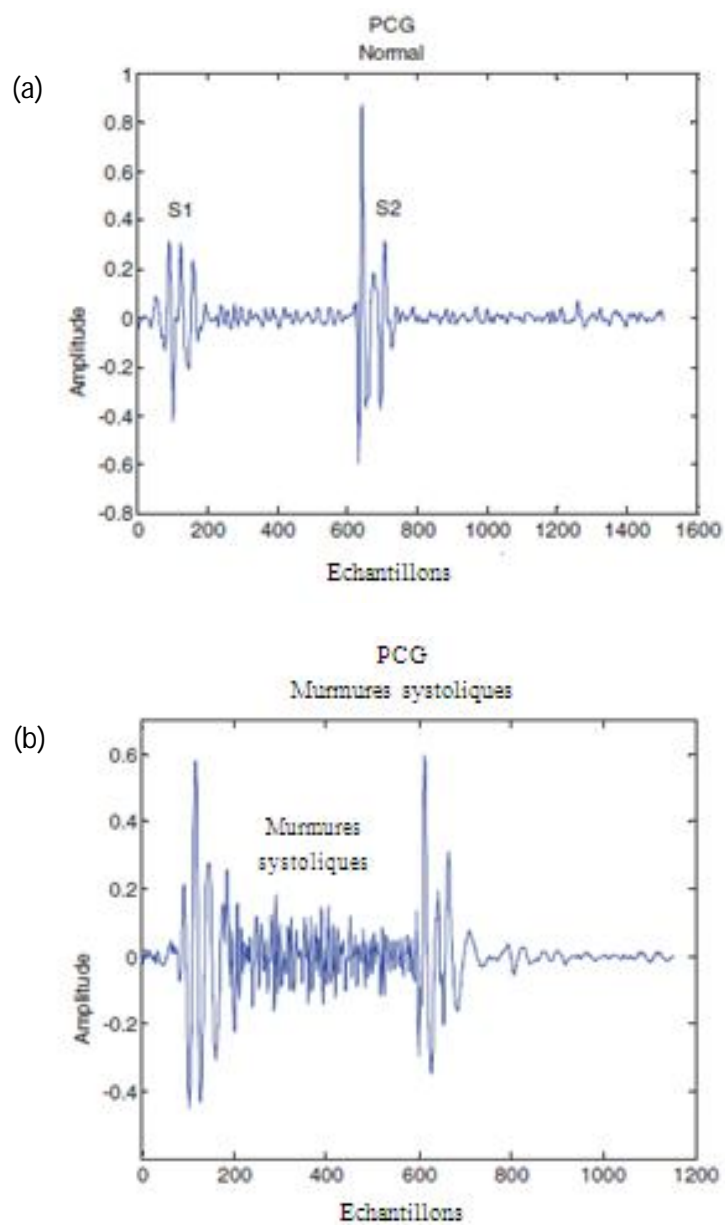 PCG
Normal
(a)
1
0.8
0.6
S1
S2
0.4
0.2
0
-0.2
-0.4
-0.6
-0.8
Amplitude
0 200 400 600 800 1000 1200 1400 1600
Echantillons
PCG
Murmures systoliques
(b)
0.6
Murmures
systoliques
0.4
0.2
0
-0.2
-0.4
Amplitude
0 200 400 600 800 1000 1200
Echantillons